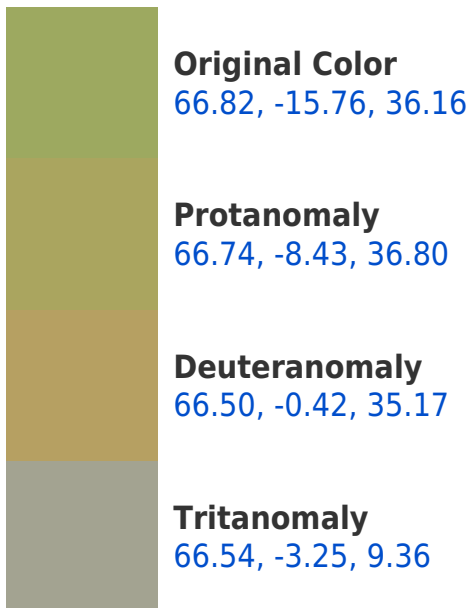 Original Color
66.82, -15.76, 36.16
Protanomaly
66.74, -8.43, 36.80
Deuteranomaly
66.50, -0.42, 35.17
Tritanomaly
66.54, -3.25, 9.36